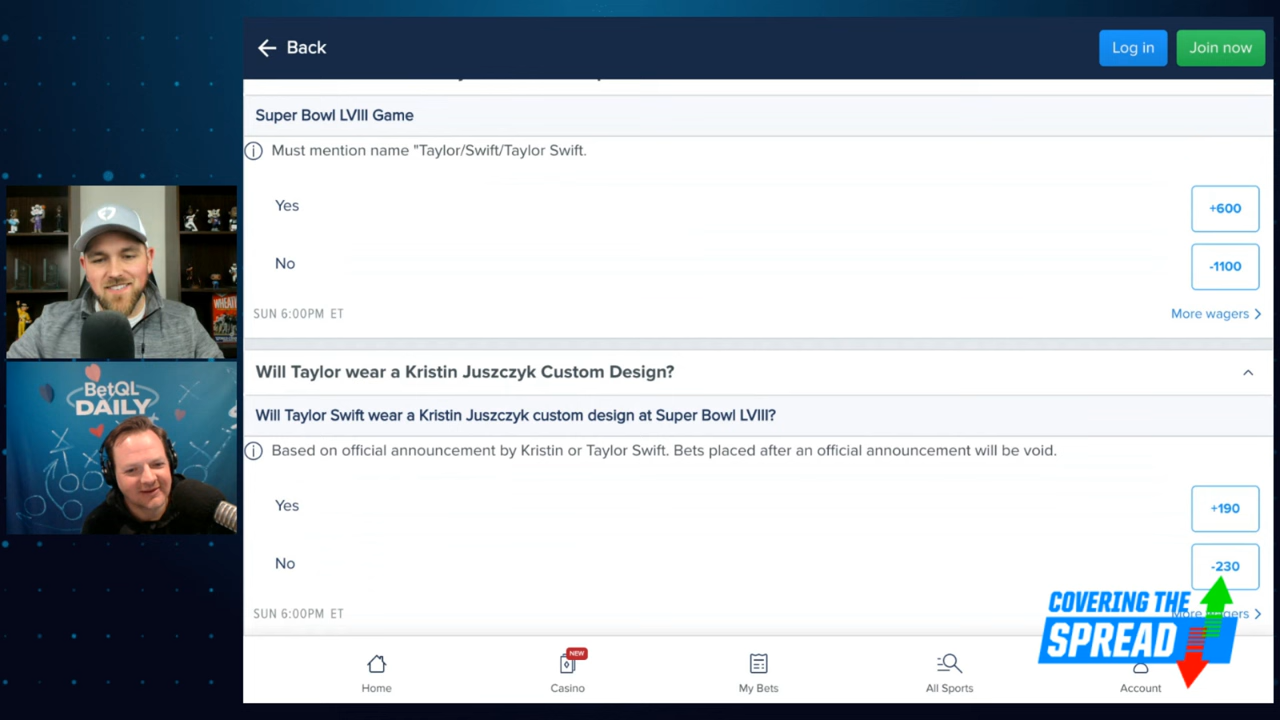 Back
Log in
Join now
Super Bowl LVIII Game
Must mention name "Taylor/Swift/Taylor Swift.
Yes
+600
No
-1100
SUN 6:00PM ET
More wagers
Will Taylor wear a Kristin Juszczyk Custom Design?
Will Taylor Swift wear a Kristin Juszczyk custom design at Super Bowl LVIII?
Based on official announcement by Kristin or Taylor Swift. Bets placed after an official announcement will be void.
Yes
+190
No
-230
SUN 6:00PM ET
More wagers
Home
NEW
Casino
My Bets
All Sports
Account
COVERING THE
SPREAD
BetQL
DAILY
WHEATIES